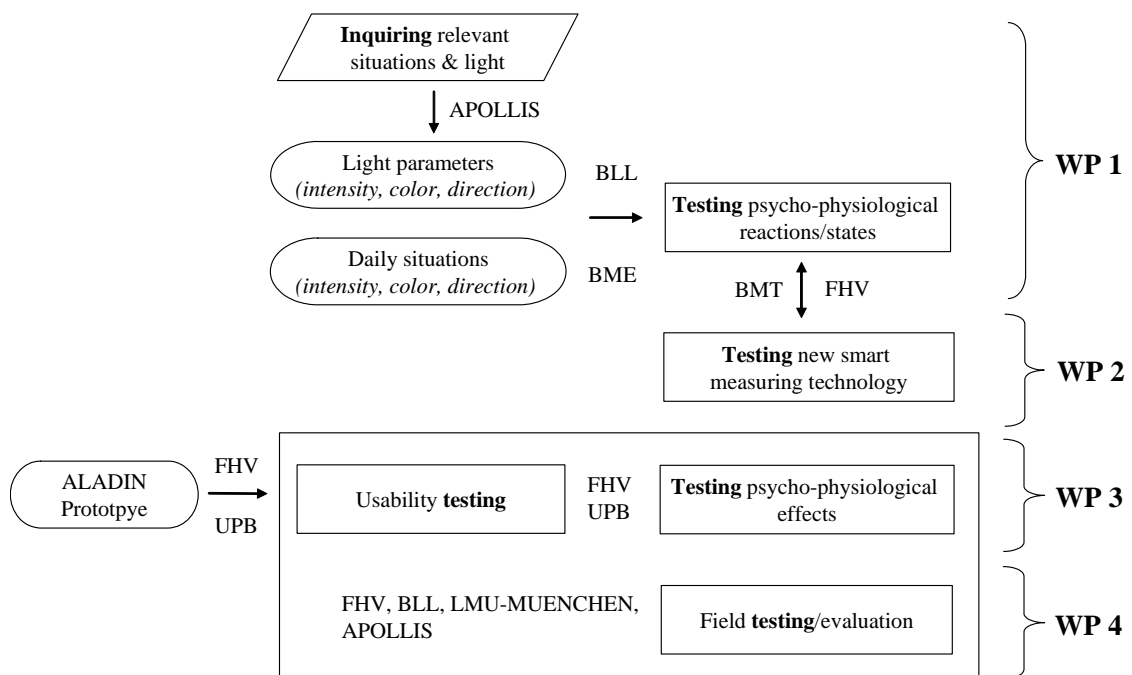 Inquiring relevant
situations & light
APOLLIS
WP 1
Light parameters
(intensity, color, direction)
BLL
Testing psycho-physiological
reactions/states
Daily situations
(intensity, color, direction)
BME
BMT
FHV
Testing new smart
measuring technology
WP 2
ALADIN
Prototpye
FHV
UPB
Usability testing
FHV
UPB
Testing psycho-physiological
effects
WP 3
FHV, BLL, LMU-MUENCHEN,
APOLLIS
Field testing/evaluation
WP 4